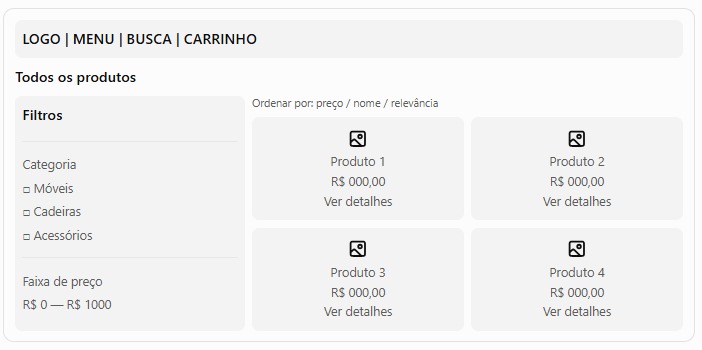 LOGO | MENU | BUSCA | CARRINHO
Todos os produtos
Filtros
Categoria
□ Móveis
□ Cadeiras
□ Acessórios
Faixa de preço
R$ 0 — R$ 1000
Ordenar por: preço / nome / relevância
Produto 1
R$ 000,00
Ver detalhes
Produto 2
R$ 000,00
Ver detalhes
Produto 3
R$ 000,00
Ver detalhes
Produto 4
R$ 000,00
Ver detalhes